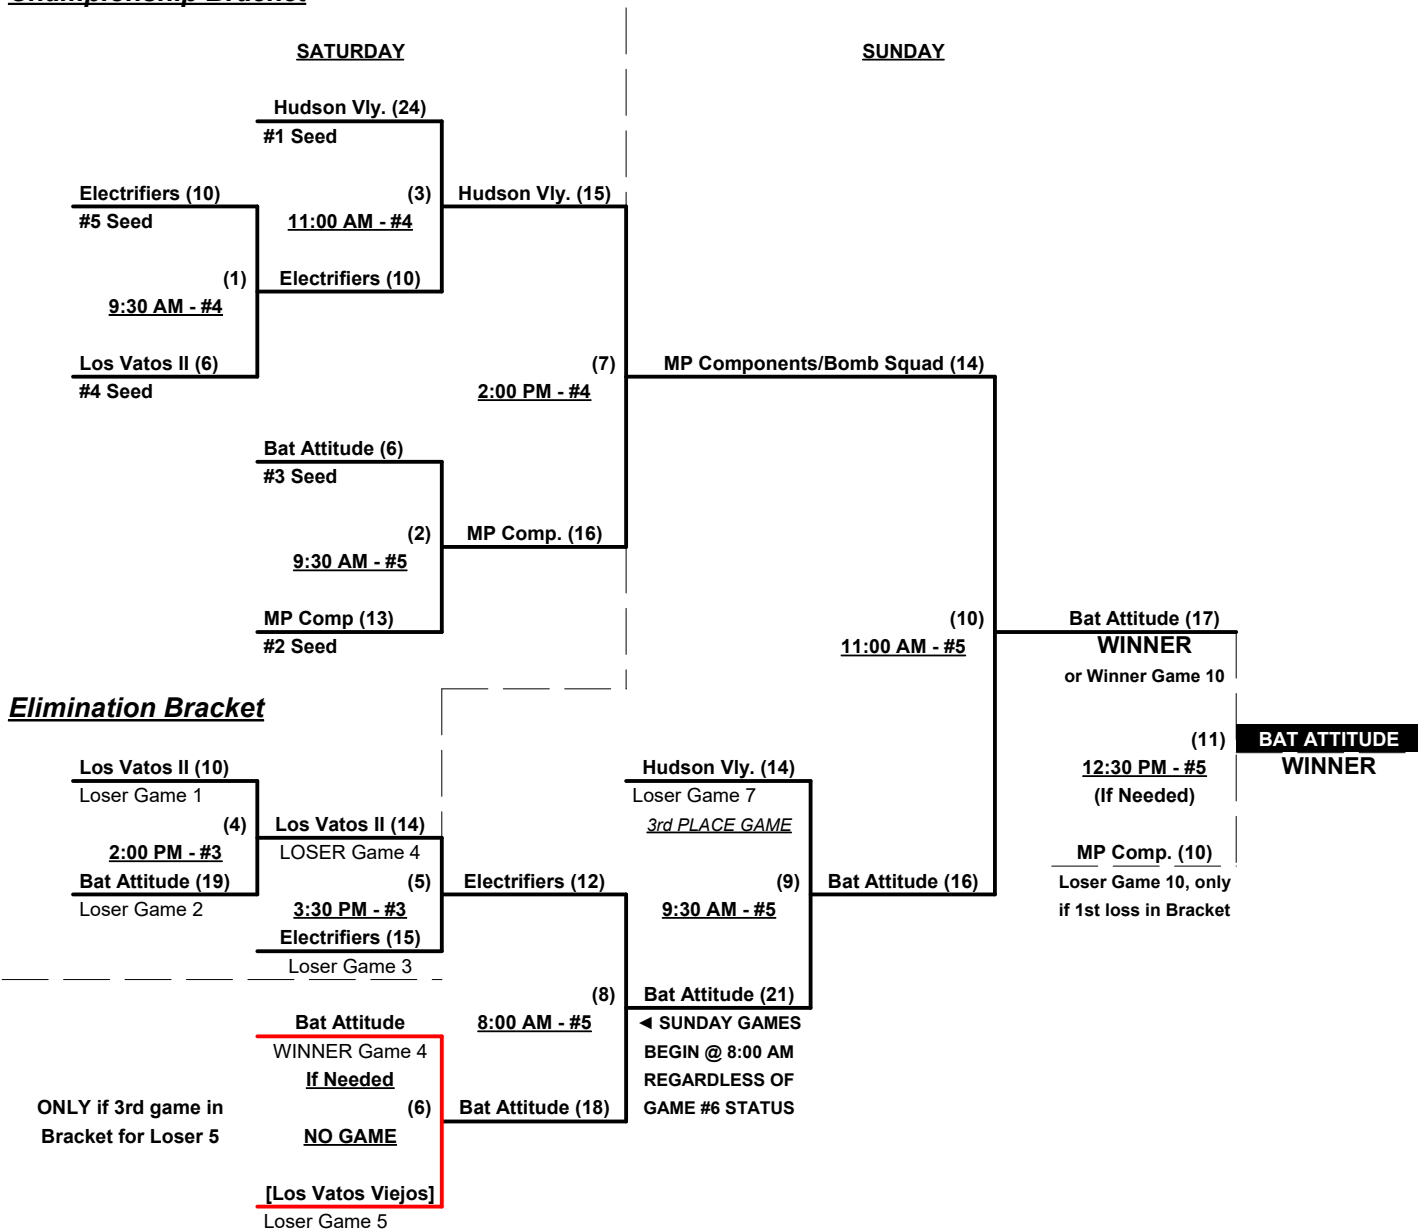 Championship Bracket
SATURDAY
SUNDAY
Hudson Vly. (24)
#1 Seed
Electrifiers (10)
(3)
Hudson Vly. (15)
#5 Seed
11:00 AM - #4
(1)
Electrifiers (10)
9:30 AM - #4
Los Vatos II (6)
(7)
MP Components/Bomb Squad (14)
#4 Seed
2:00 PM - #4
Bat Attitude (6)
#3 Seed
(2)
MP Comp. (16)
9:30 AM - #5
MP Comp (13)
(10)
Bat Attitude (17)
#2 Seed
11:00 AM - #5
WINNER
or Winner Game 10
Elimination Bracket
(11)
BAT ATTITUDE
Los Vatos II (10)
Hudson Vly. (14)
12:30 PM - #5
WINNER
Loser Game 1
Loser Game 7
(If Needed)
(4)
Los Vatos II (14)
3rd PLACE GAME
2:00 PM - #3
LOSER Game 4
MP Comp. (10)
Bat Attitude (19)
(5)
Electrifiers (12)
(9)
Bat Attitude (16)
Loser Game 10, only
Loser Game 2
3:30 PM - #3
9:30 AM - #5
if 1st loss in Bracket
Electrifiers (15)
Loser Game 3
(8)
Bat Attitude (21)
Bat Attitude
8:00 AM - #5
◄ SUNDAY GAMES
WINNER Game 4
BEGIN @ 8:00 AM
If Needed
REGARDLESS OF
ONLY if 3rd game in
(6)
Bat Attitude (18)
GAME #6 STATUS
Bracket for Loser 5
NO GAME
[Los Vatos Viejos]
Loser Game 5